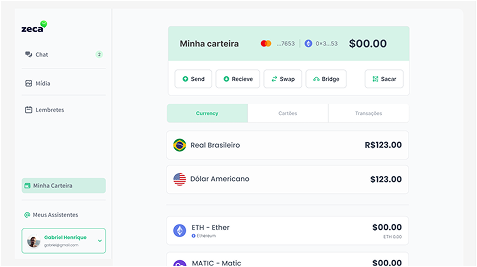 zeca
Minha carteira
...7653
0x3...53
$00.00
Chat
2
Send
Recieve
Swap
Bridge
Sacar
Mídia
Lembretes
Currency
Cartões
Transações
Real Brasileiro
R$123.00
Dólar Americano
$123.00
Minha Carteira
Meus Assistentes
ETH - Ether
$00.00
Ethereum
ETH 0.00
Gabriel Henrique
gabriel@gmail.com
MATIC - Matic
$00.00